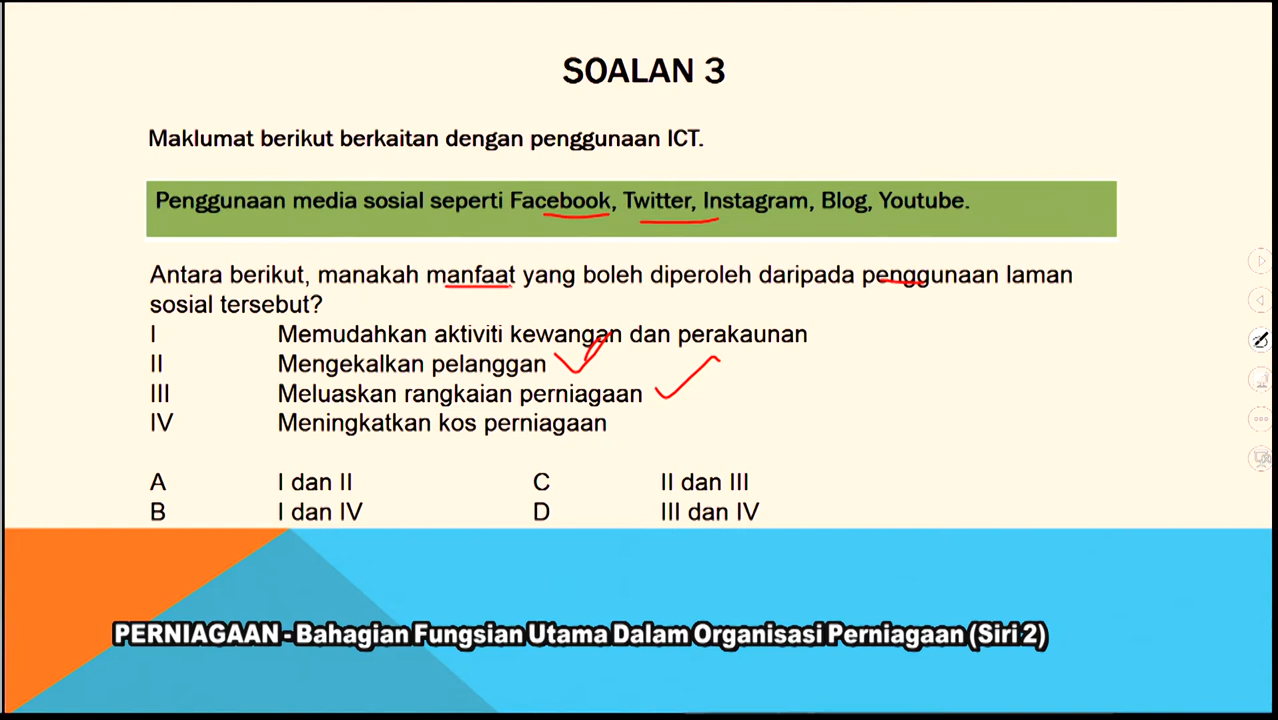 SOALAN 3
Maklumat berikut berkaitan dengan penggunaan ICT.
Penggunaan media sosial seperti Facebook, Twitter, Instagram, Blog, Youtube.
Antara berikut, manakah manfaat yang boleh diperoleh daripada penggunaan laman
sosial tersebut?
I Memudahkan aktiviti kewangan dan perakaunan
II Mengekalkan pelanggan
III Meluaskan rangkaian perniagaan
IV Meningkatkan kos perniagaan
A I dan II C II dan III
B I dan IV D III dan IV
PERNIAGAAN - Bahagian Fungsian Utama Dalam Organisasi Perniagaan (Siri 2)